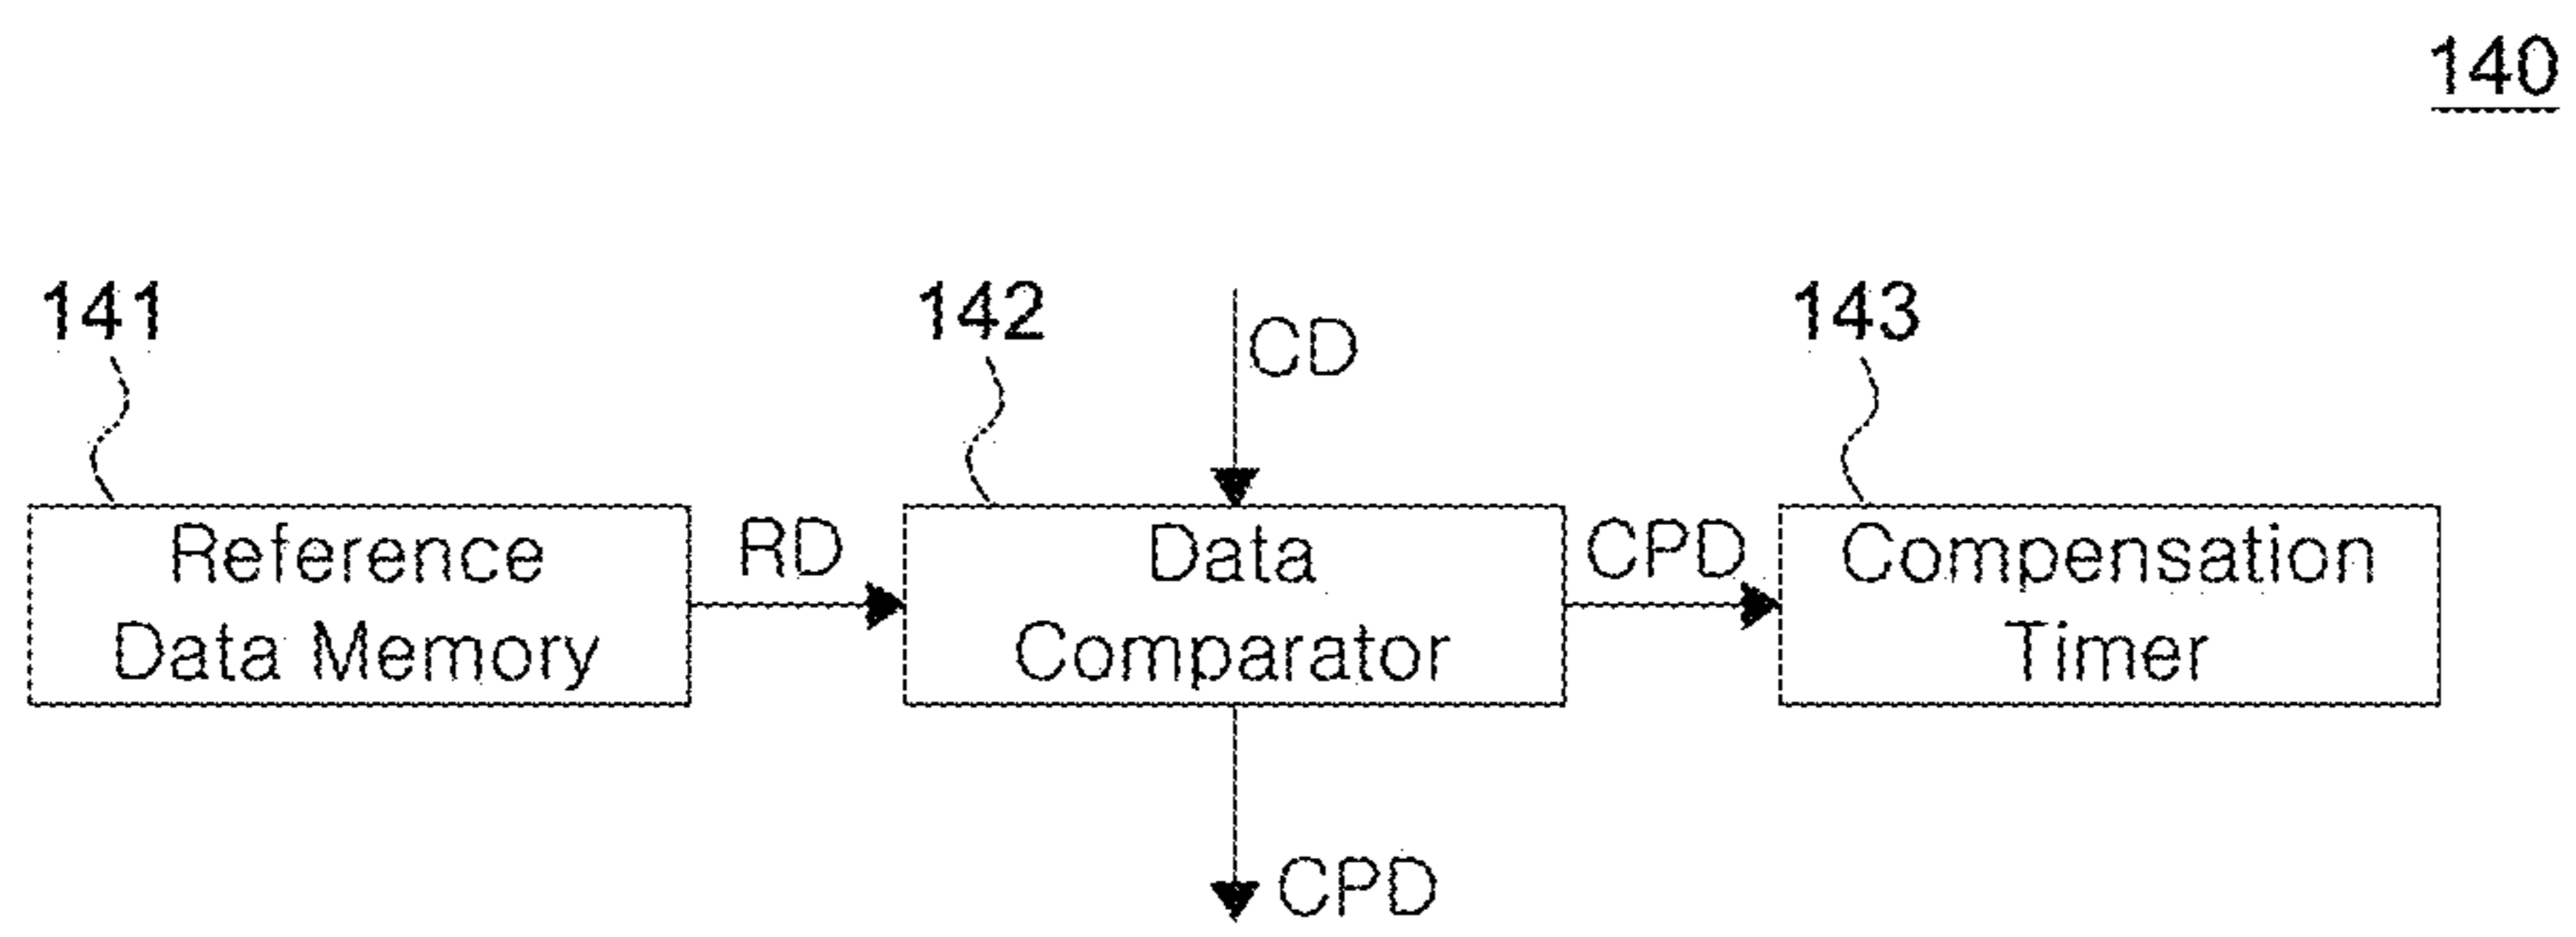 140
141
142
CD
143
Reference
Data Memory
RD
Data
Comparator
CPD
Compensation
Timer
CPD